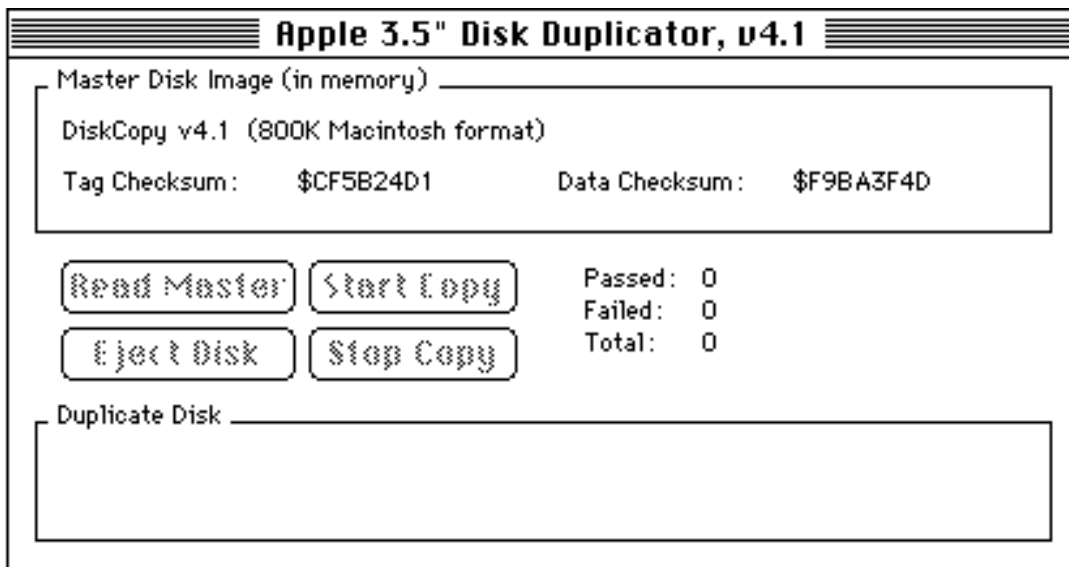 Apple 3.5" Disk Duplicator, v4.1
Master Disk Image (in memory)
DiskCopy v4.1 (800K Macintosh format)
Tag Checksum: $CF5B24D1 Data Checksum: $F9BA3F4D
Read Master Start Copy Passed: 0
Failed: 0
Eject Disk Stop Copy Total: 0
Duplicate Disk